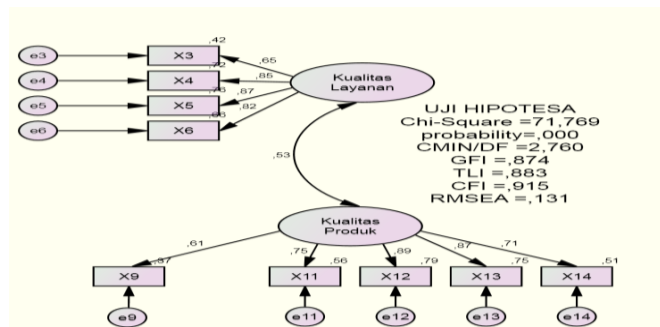 ,42
e3
X3
,65
,72
e4
X4
,85
Kualitas
Layanan
,76
e5
X5
,87
,82
e6
X6
UJI HIPOTESA
Chi-Square =71,769
probability=,000
CMIN/DF =2,760
GFI =,874
TLI =,883
CFI =,915
RMSEA =,131
,53
Kualitas
Produk
,61
,75
,89
,87
,71
,37
X9
,56
X11
,79
X12
,75
X13
,51
X14
e9
e11
e12
e13
e14